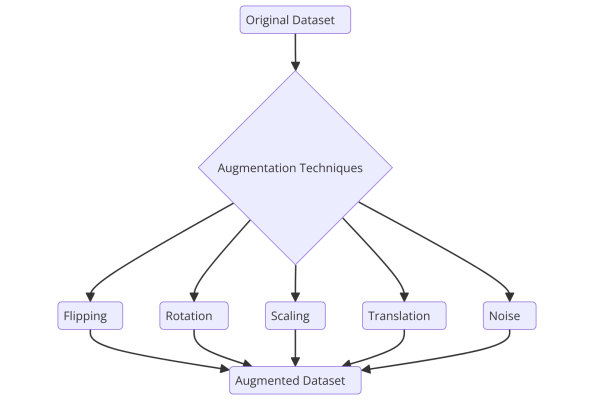 Original Dataset
Augmentation Techniques
Flipping
Rotation
Scaling
Translation
Noise
Augmented Dataset